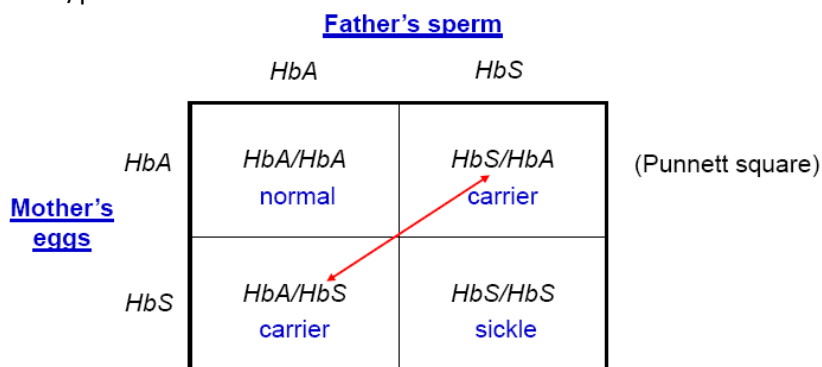 Father's sperm
HbA HbS
HbA HbA/HbA HbS/HbA (Punnett square)
normal carrier
Mother's
eggs
HbS HbA/HbS HbS/HbS
carrier sickle